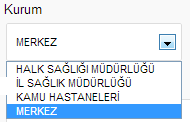 Kurum
MERKEZ
HALK SAĞLIĞI MÜDÜRLÜĞÜ
İL SAĞLIK MÜDÜRLÜĞÜ
KAMU HASTANELERİ
MERKEZ